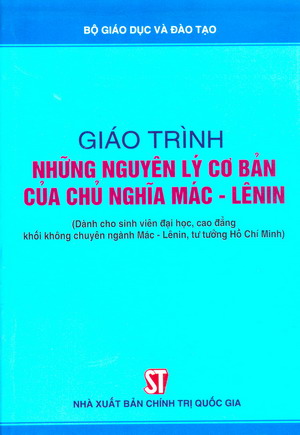 BỘ GIÁO DỤC VÀ ĐÀO TẠO
GIÁO TRÌNH
NHỮNG NGUYÊN LÝ CƠ BẢN
CỦA CHỦ NGHĨA MÁC - LÊNIN
(Dành cho sinh viên đại học, cao đẳng
khối không chuyên ngành Mác - Lênin, tư tưởng Hồ Chí Minh)
ST
NHÀ XUẤT BẢN CHÍNH TRỊ QUỐC GIA